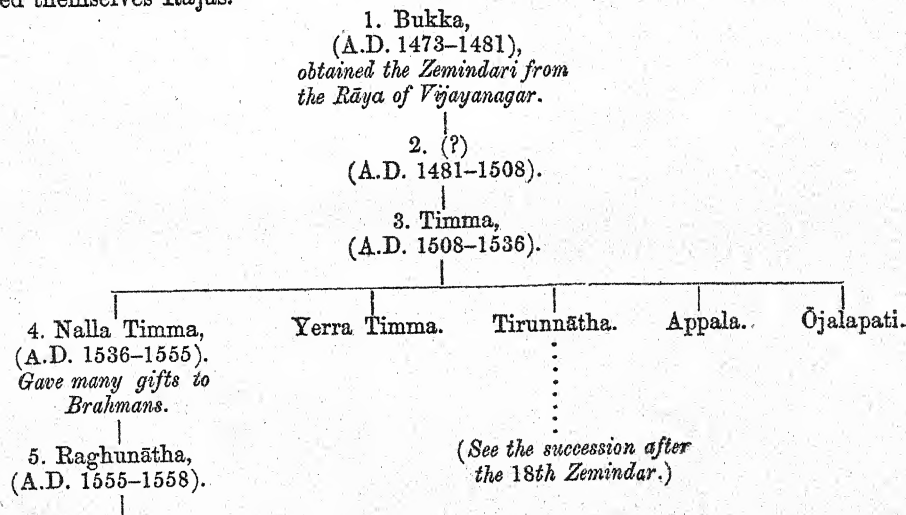 themselves Rājas.
1. Bukka,
(A.D. 1473–1481),
obtained the Zemindari from
the Rāya of Vijayanagar.
2. (?)
(A.D. 1481–1508).
3. Timma,
(A.D. 1508–1536).
4. Nalla Timma,
(A.D. 1536–1555).
Gave many gifts to
Brahmans.
Yerra Timma.
Tirunnātha.
Appala.
Ōjalapati.
5. Raghunātha,
(A.D. 1555–1558).
(See the succession after
the 18th Zemindar.)